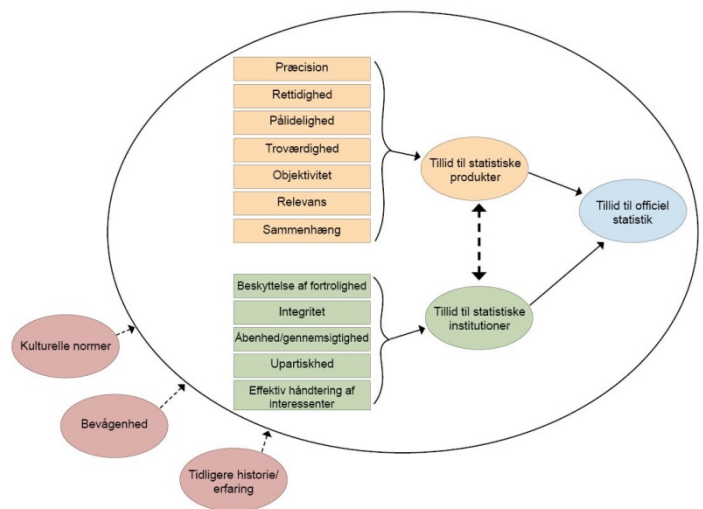 Præcision
Rettidighed
Pålidelighed
Troværdighed
Objektivitet
Relevans
Sammenhæng
Tillid til statistiske
produkter
Tillid til officiel
statistik
Beskyttelse af fortrolighed
Integritet
Åbenhed/gennemsigtighed
Upartiskhed
Effektiv håndtering af
interessenter
Tillid til statistiske
institutioner
Kulturelle normer
Bevågenhed
Tidligere historie/
erfaring